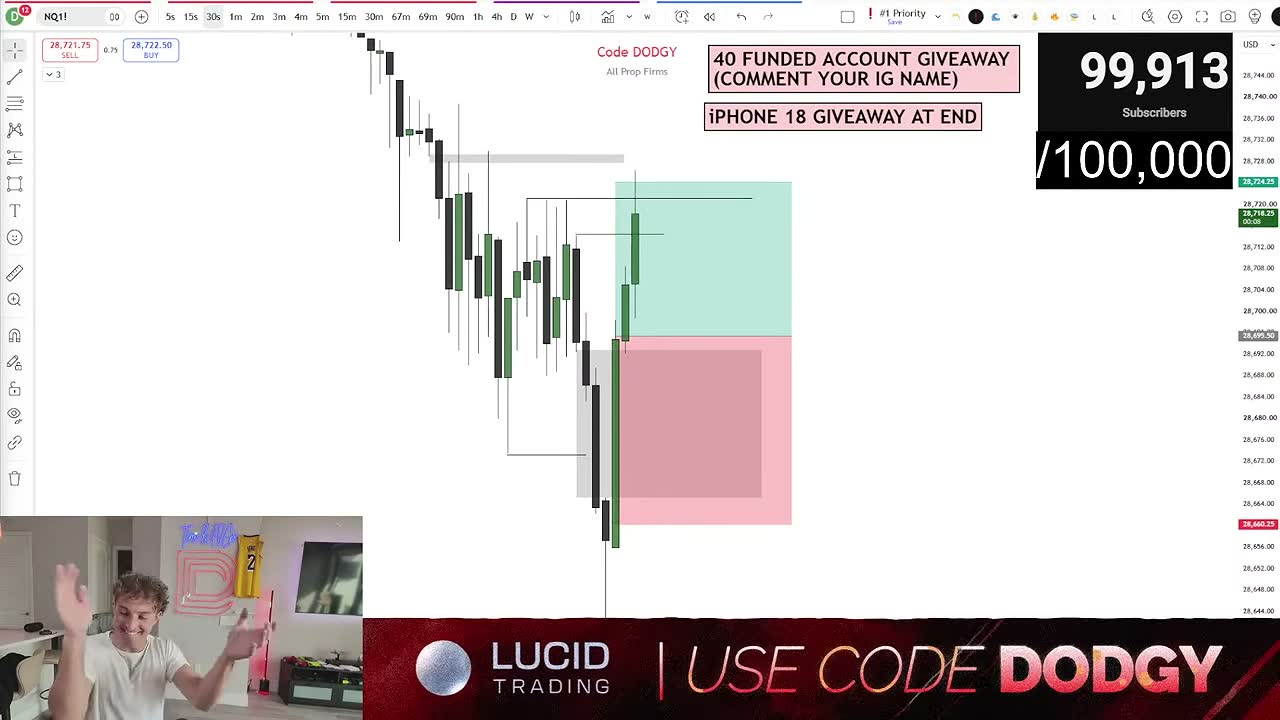 D 12 NQ1! 5s 15s 30s 1m 2m 3m 4m 5m 15m 30m 67m 69m 90m 1h 4h D W W #1 Priority
Save
L L
28,721.75
SELL
0.75
28,722.50
BUY
3
Code DODGY
All Prop Firms
40 FUNDED ACCOUNT GIVEAWAY
(COMMENT YOUR IG NAME)
iPHONE 18 GIVEAWAY AT END
99,913
Subscribers
/100,000
USD
28,744.00
28,740.00
28,736.00
28,732.00
28,728.00
28,724.25
28,720.00
28,718.25
00:08
28,712.00
28,708.00
28,704.00
28,700.00
28,695.50
28,692.00
28,688.00
28,684.00
28,680.00
28,676.00
28,672.00
28,668.00
28,664.00
28,660.25
28,656.00
28,652.00
28,648.00
28,644.00
T
D
2
LUCID
TRADING
USE CODE DODGY